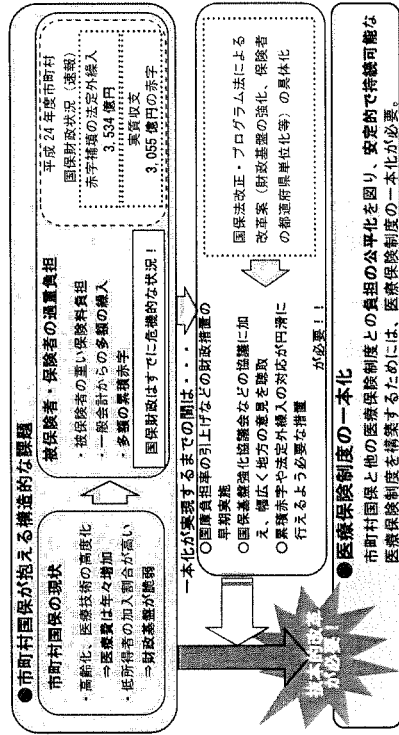 ●市町村国保が抱える構造的な課題
市町村国保の現状
・高齢化、医療技術の高度化
⇒医療費は年々増加
・低所得者の加入割合が高い
⇒財政基盤が脆弱
被保険者・保険者の過重負担
・被保険者の重い保険料負担
・一般会計からの多額の繰入
・多額の累積赤字
国保財政はすでに危機的な状況！
平成24年度市町村
国保財政状況（速報）
赤字補填の法定外繰入
3,534億円
実質収支
3,055億円の赤字
一本化が実現するまでの間は・・・
○国庫負担率の引上げなどの財政措置の
早期実施
○国保基盤強化協議会などの協議に加
え、幅広く地方の意見を聴取
○累積赤字や法定外繰入の対応が円滑に
行えるよう必要な措置
が必要！！
国保法改正・プログラム法による
改革案（財政基盤の強化、保険者
の都道府県単位化等）の具体化
抜本的改革
が必要！
●医療保険制度の一本化
市町村国保と他の医療保険制度との負担の公平化を図り、安定的で持続可能な
医療保険制度を構築するためには、医療保険制度の一本化が必要。